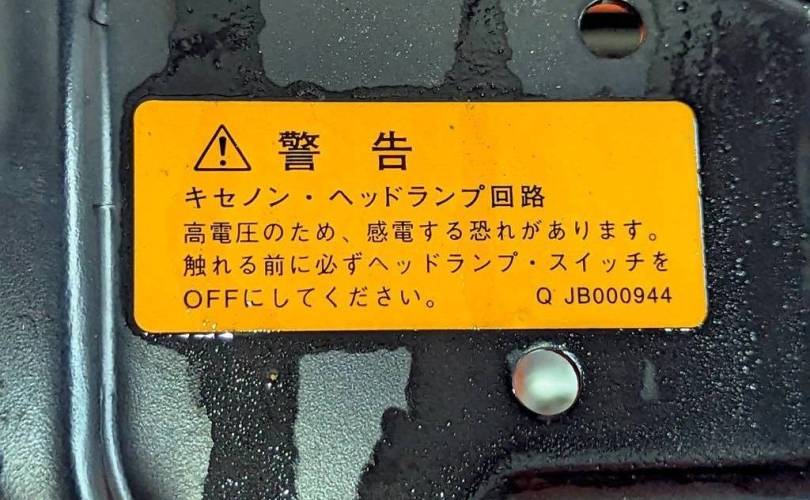 警告
キセノン・ヘッドランプ回路
高電圧のため、感電する恐れがあります。
触れる前に必ずヘッドランプ・スイッチを
OFFにしてください。 Q JB000944